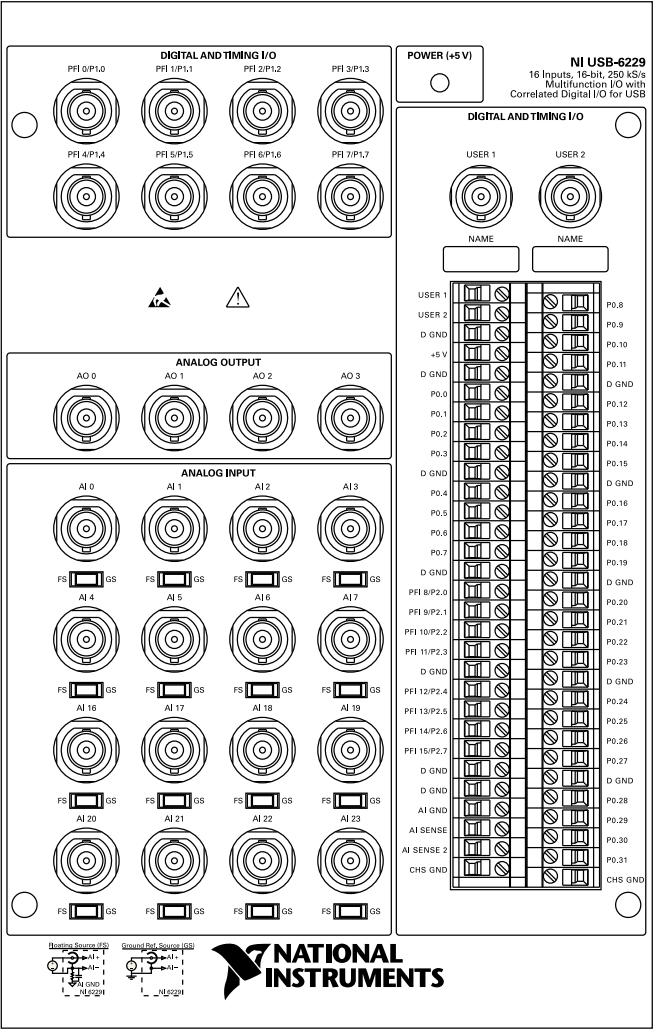 DIGITAL AND TIMING I/O
PFI 0/P1.0 PFI 1/P1.1 PFI 2/P1.2 PFI 3/P1.3
PFI 4/P1.4 PFI 5/P1.5 PFI 6/P1.6 PFI 7/P1.7
POWER (+5 V)
NI USB-6229
16 Inputs, 16-bit, 250 kS/s
Multifunction I/O with
Correlated Digital I/O for USB
ANALOG OUTPUT
AO 0 AO 1 AO 2 AO 3
ANALOG INPUT
AI 0 AI 1 AI 2 AI 3
FS GS FS GS FS GS FS GS
AI 4 AI 5 AI 6 AI 7
FS GS FS GS FS GS FS GS
AI 16 AI 17 AI 18 AI 19
FS GS FS GS FS GS FS GS
AI 20 AI 21 AI 22 AI 23
FS GS FS GS FS GS FS GS
DIGITAL AND TIMING I/O
USER 1 USER 2
NAME NAME
USER 1
USER 2
D GND
+5 V
D GND
P0.0
P0.1
P0.2
P0.3
D GND
P0.4
P0.5
P0.6
P0.7
D GND
PFI 8/P2.0
PFI 9/P2.1
PFI 10/P2.2
PFI 11/P2.3
D GND
PFI 12/P2.4
PFI 13/P2.5
PFI 14/P2.6
PFI 15/P2.7
D GND
D GND
AI GND
AI SENSE
AI SENSE 2
CHS GND
P0.8
P0.9
P0.10
P0.11
D GND
P0.12
P0.13
P0.14
P0.15
D GND
P0.16
P0.17
P0.18
P0.19
D GND
P0.20
P0.21
P0.22
P0.23
D GND
P0.24
P0.25
P0.26
P0.27
D GND
P0.28
P0.29
P0.30
P0.31
CHS GND
Floating Source (FS)
AI +
AI –
AI GND
NI 6229
Ground Ref. Source (GS)
AI +
AI –
NI 6229
NATIONAL
INSTRUMENTS